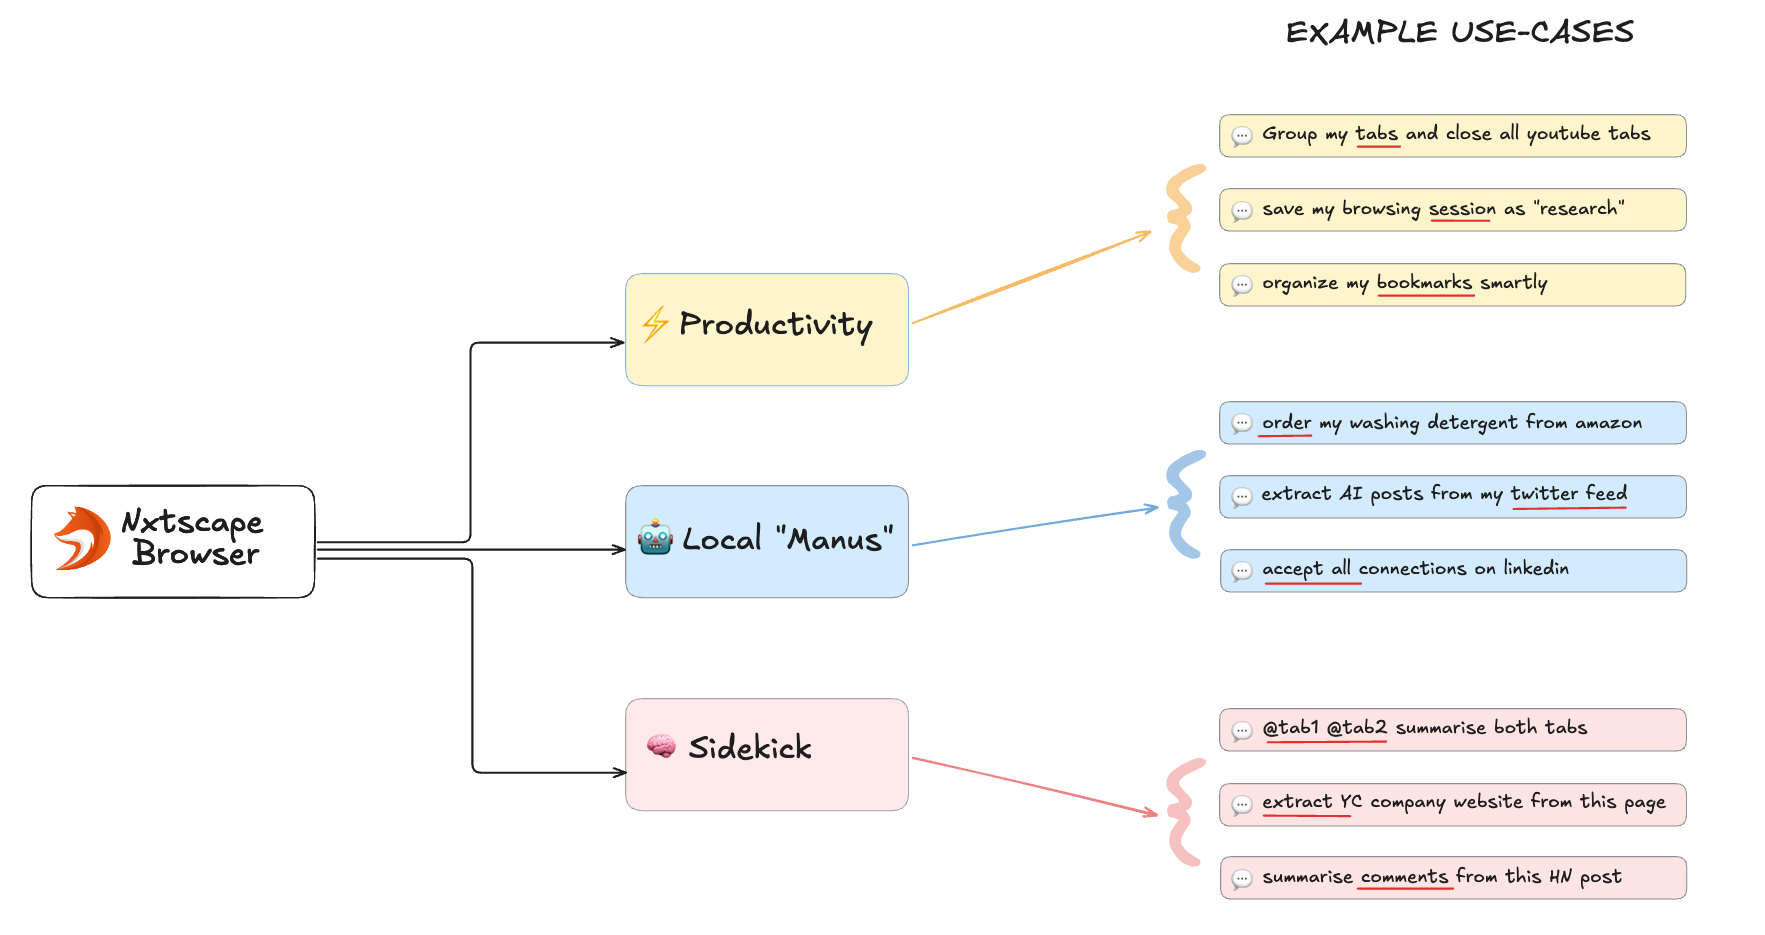 EXAMPLE USE-CASES
Group my tabs and close all youtube tabs
save my browsing session as "research"
organize my bookmarks smartly
Productivity
order my washing detergent from amazon
extract AI posts from my twitter feed
accept all connections on linkedin
Nxtscape
Browser
Local "Manus"
Sidekick
@tab1 @tab2 summarise both tabs
extract YC company website from this page
summarise comments from this HN post